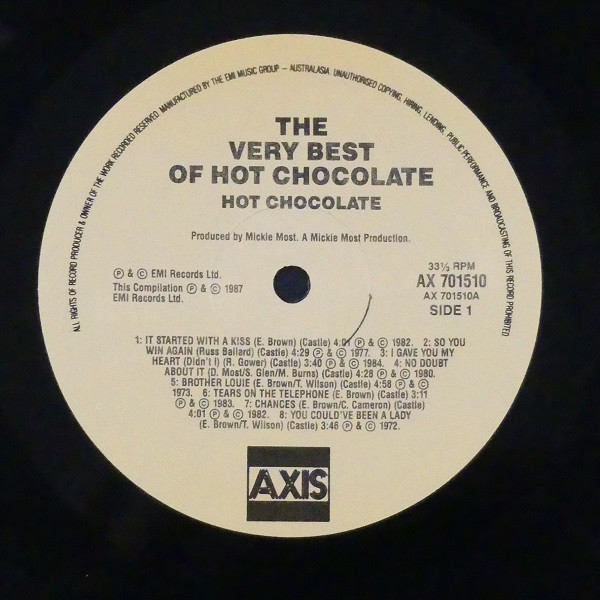 ALL RIGHTS OF RECORD PRODUCER & OWNER OF THE WORK RECORDED RESERVED. MANUFACTURED BY THE EMI MUSIC GROUP – AUSTRALASIA. UNAUTHORISED COPYING, HIRING, LENDING, PUBLIC PERFORMANCE AND BROADCASTING OF THIS RECORD PROHIBITED
THE
VERY BEST
OF HOT CHOCOLATE
HOT CHOCOLATE
Produced by Mickie Most. A Mickie Most Production.
Ⓟ & © EMI Records Ltd.
This Compilation Ⓟ & © 1987
EMI Records Ltd.
33⅓ RPM
AX 701510
AX 701510A
SIDE 1
1: IT STARTED WITH A KISS (E. Brown) (Castle) 4:01 Ⓟ & © 1982. 2: SO YOU
WIN AGAIN (Russ Ballard) (Castle) 4:29 Ⓟ & © 1977. 3: I GAVE YOU MY
HEART (Didn't I) (R. Gower) (Castle) 3:40 Ⓟ & © 1984. 4: NO DOUBT
ABOUT IT (D. Most/S. Glen/M. Burns) (Castle) 4:28 Ⓟ & © 1980.
5: BROTHER LOUIE (E. Brown/T. Wilson) (Castle) 4:58 Ⓟ & ©
1973. 6: TEARS ON THE TELEPHONE (E. Brown) (Castle) 3:11
Ⓟ & © 1983. 7: CHANCES (E. Brown/C. Cameron) (Castle)
4:01 Ⓟ & © 1982. 8: YOU COULD'VE BEEN A LADY
(E. Brown/T. Wilson) (Castle) 3:46 Ⓟ & © 1972.
AXIS